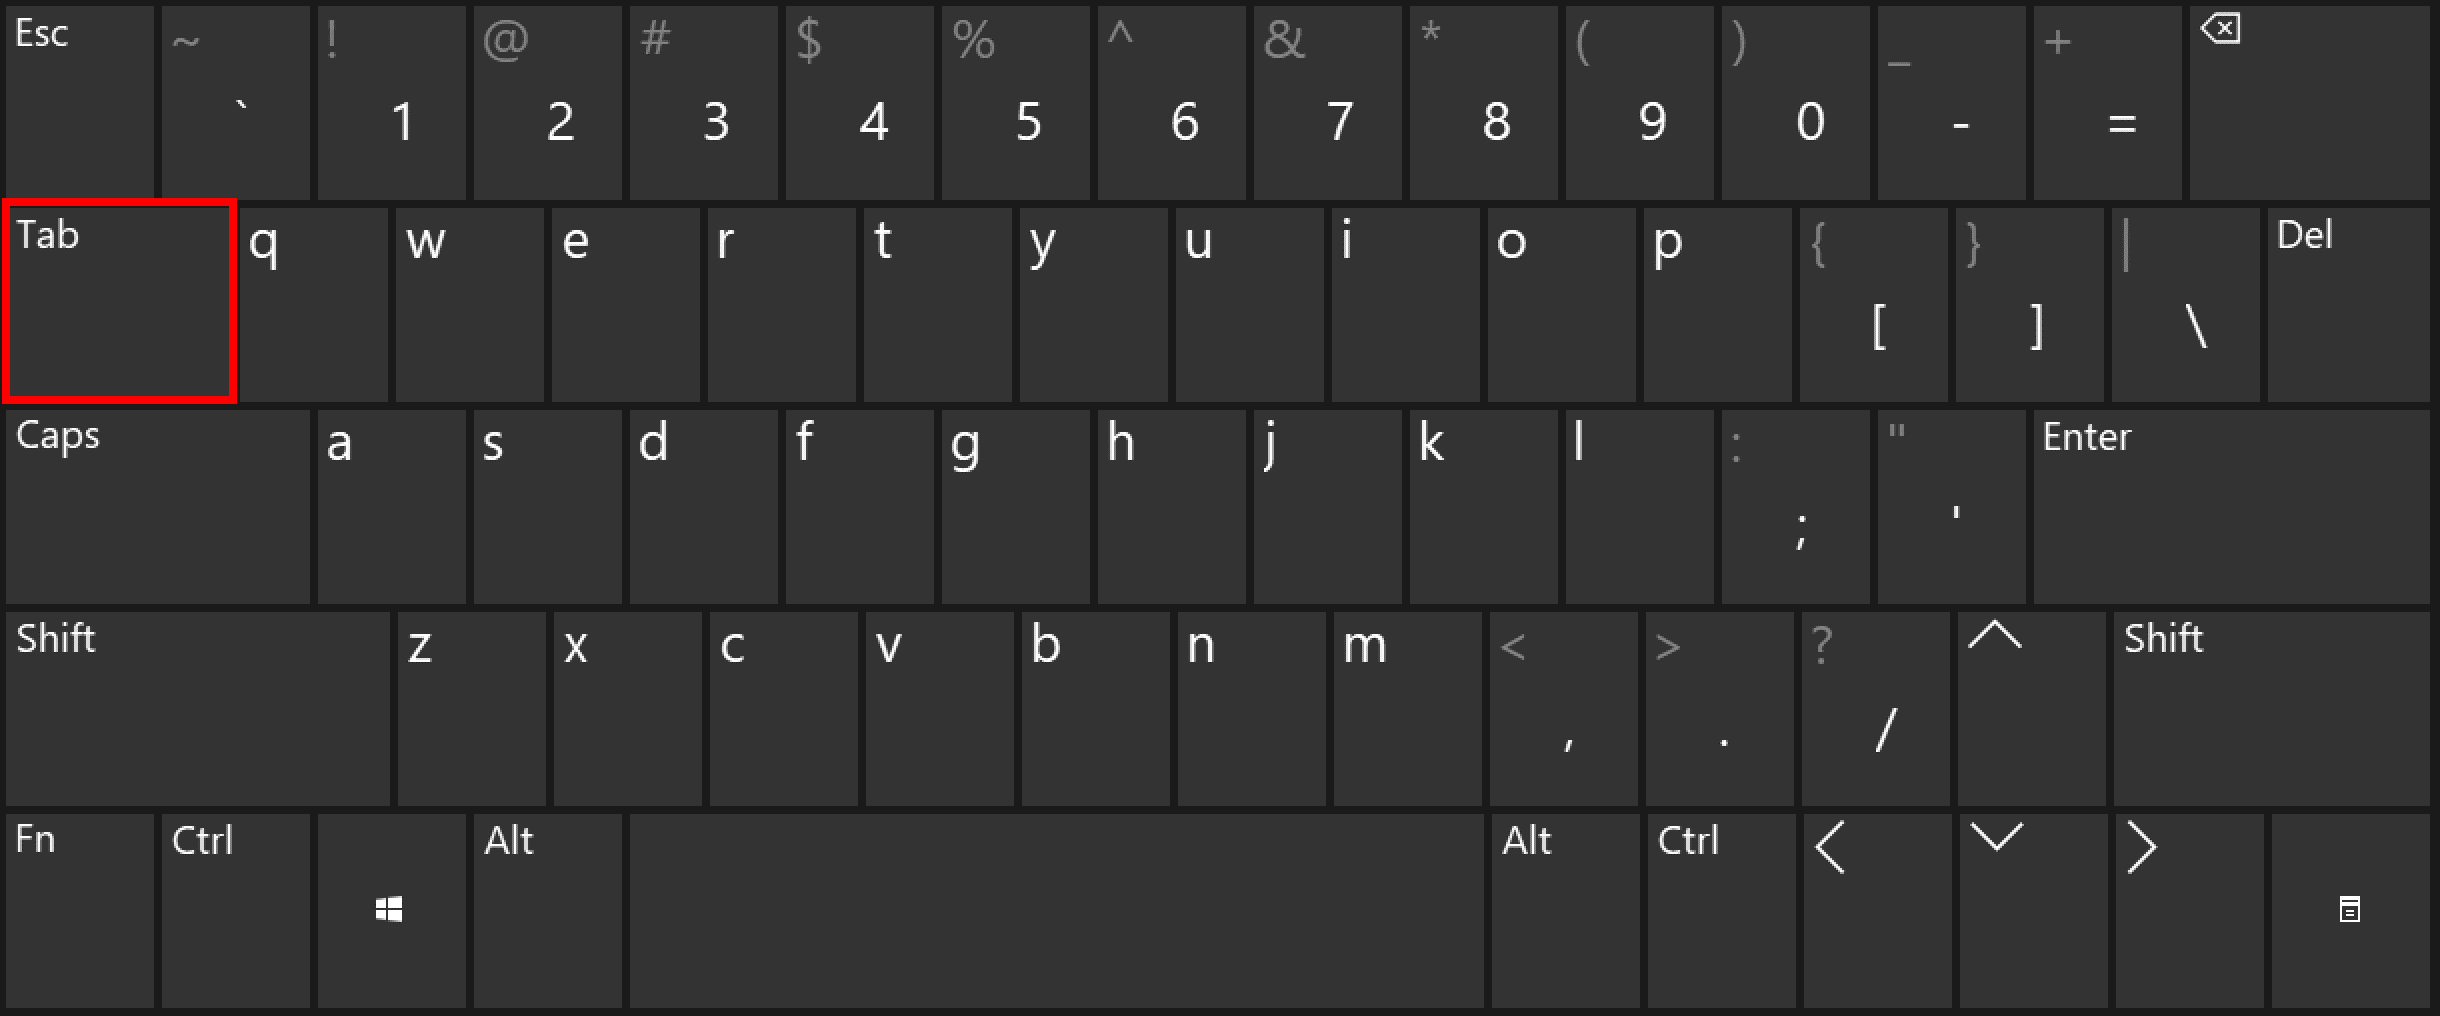 Esc ~ ` ! 1 @ 2 # 3 $ 4 % 5 ^ 6 & 7 * 8 ( 9 ) 0 _ - + =
Tab q w e r t y u i o p { [ } ] | \ Del
Caps a s d f g h j k l : ; " ' Enter
Shift z x c v b n m < , > . ? / Shift
Fn Ctrl Alt Alt Ctrl